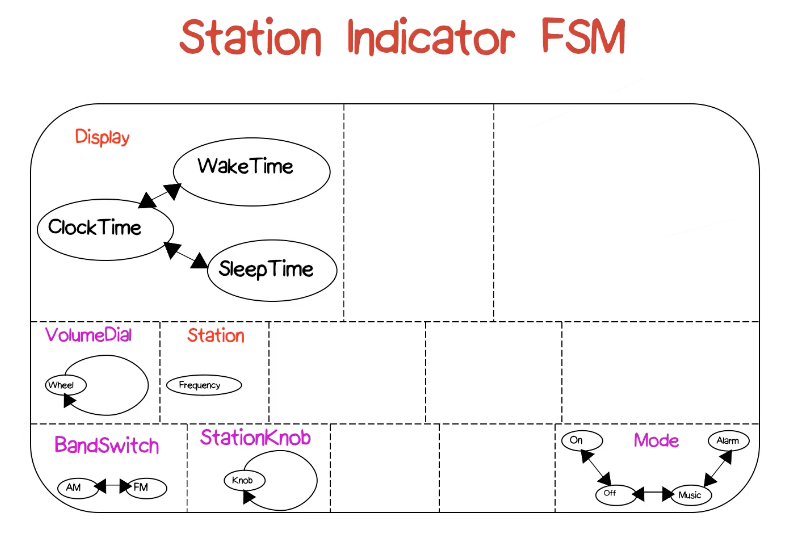 Station Indicator FSM
Display
WakeTime
ClockTime
SleepTime
VolumeDial
Station
Wheel
Frequency
BandSwitch
StationKnob
Mode
On
Alarm
Knob
AM
FM
Off
Music